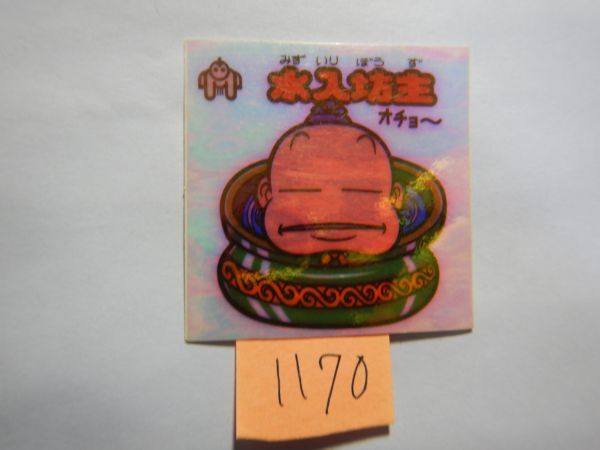 みず いり ぼう ず
水入坊主
オチョ〜
1170